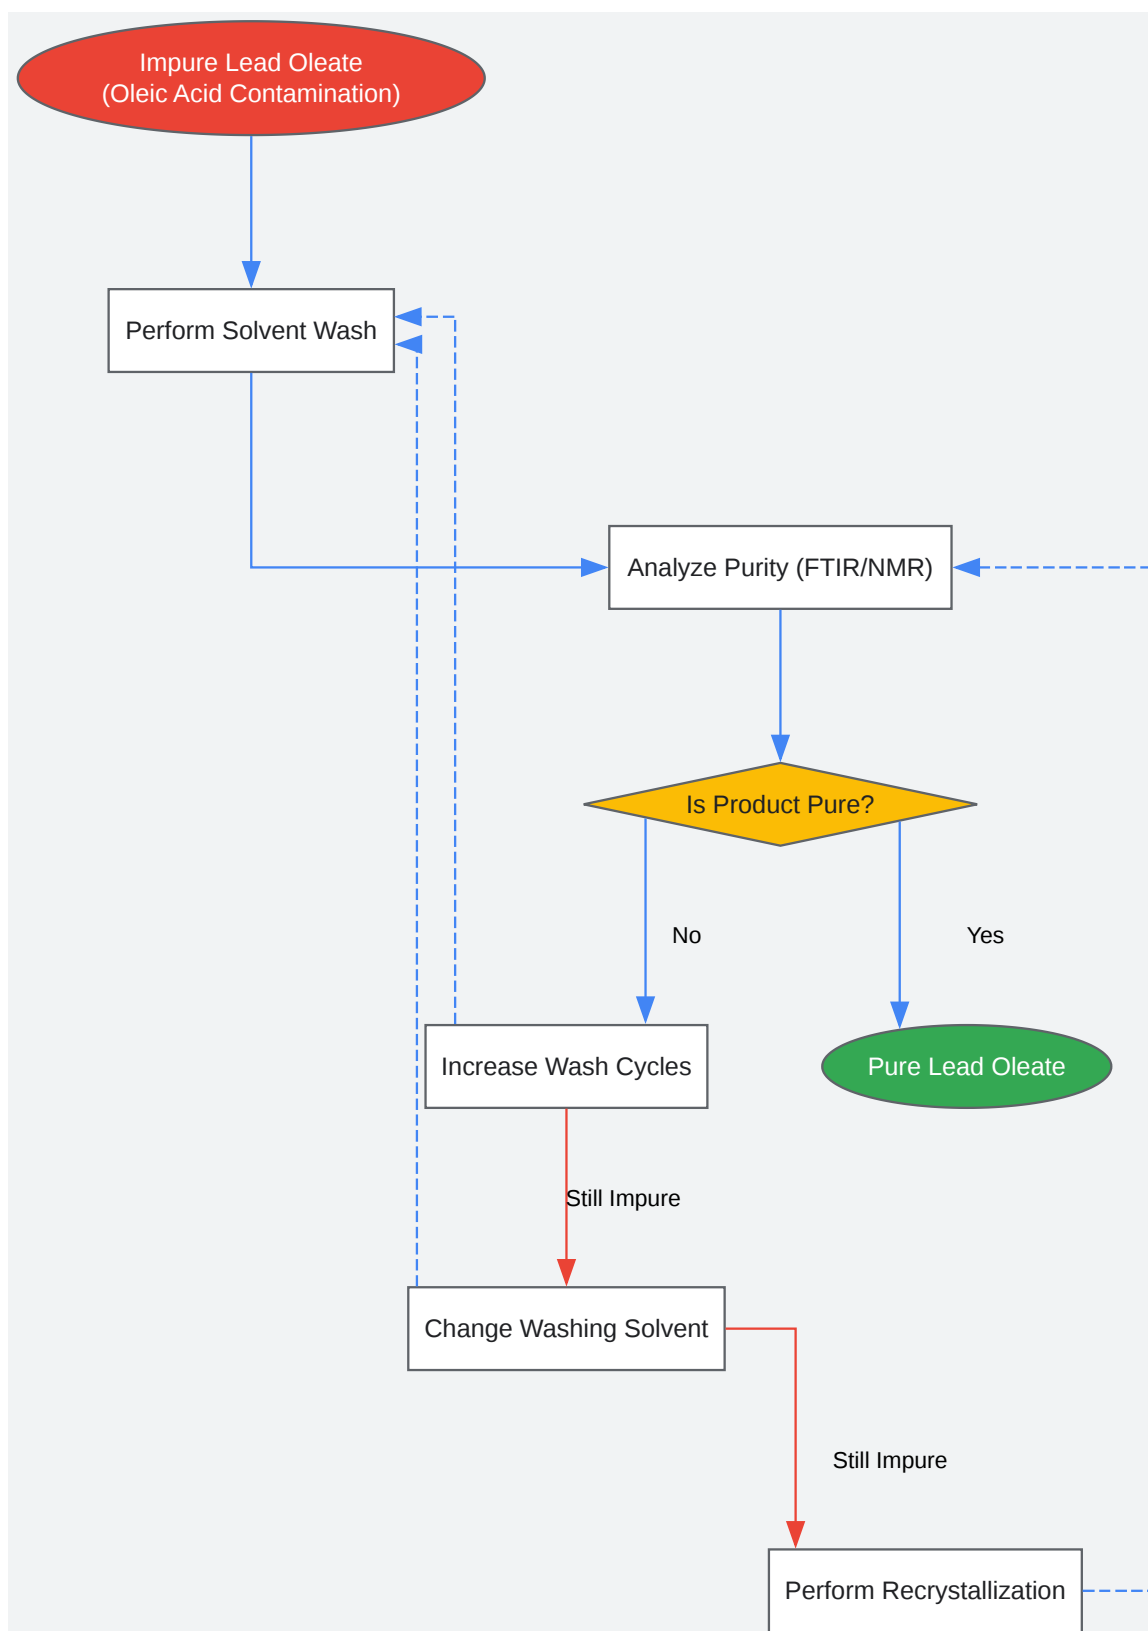 Impure Lead Oleate
(Oleic Acid Contamination)
Perform Solvent Wash
Analyze Purity (FTIR/NMR)
Is Product Pure?
No
Yes
Increase Wash Cycles
Pure Lead Oleate
Still Impure
Change Washing Solvent
Still Impure
Perform Recrystallization